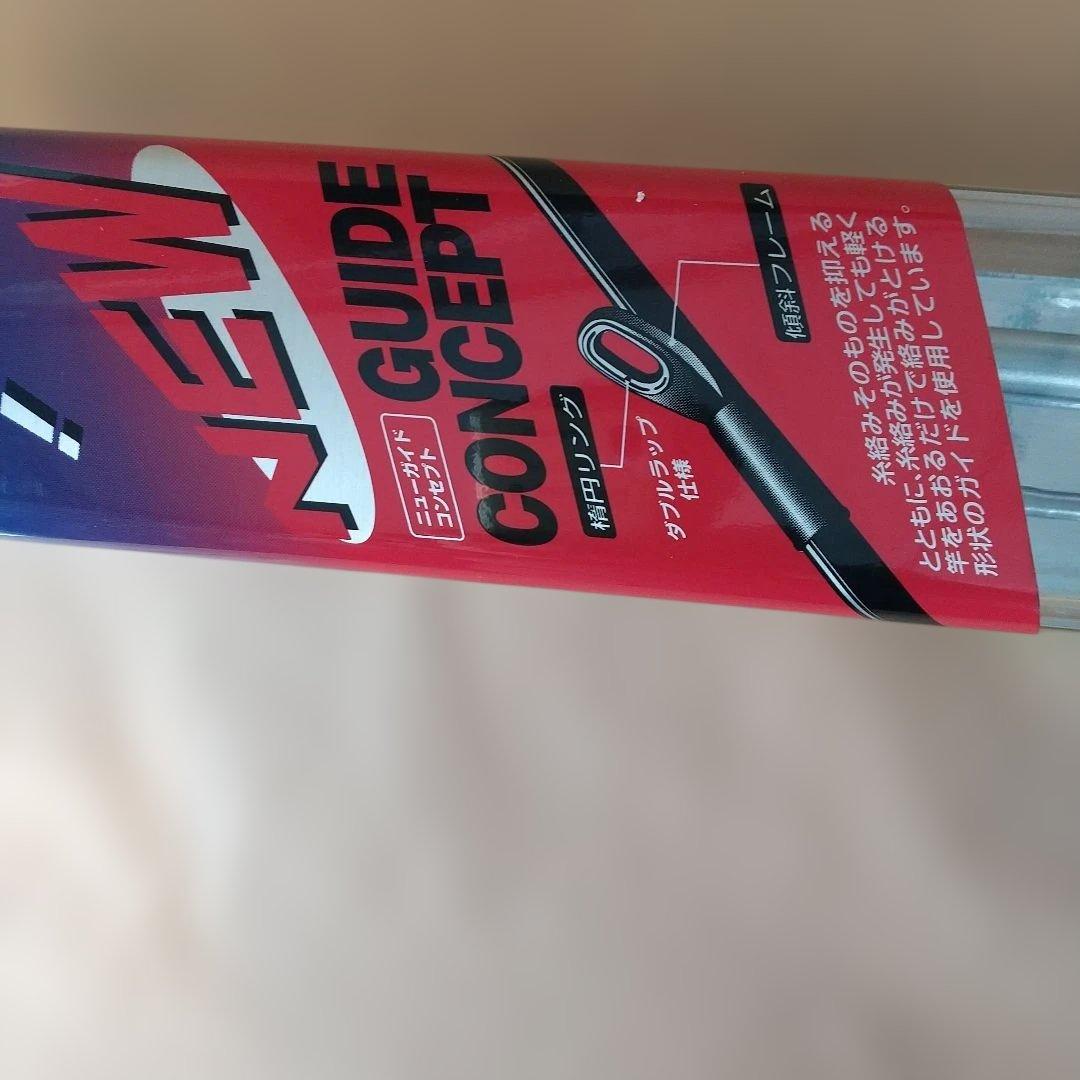 NEW
!
GUIDE
CONCEPT
ニューガイド
コンセプト
楕円リング
ダブルラップ
仕様
傾斜フレーム
糸絡みそのものを抑える
とともに、糸絡みが発生しても軽く
竿をあおるだけで絡みがとける
形状のガイドを使用しています。